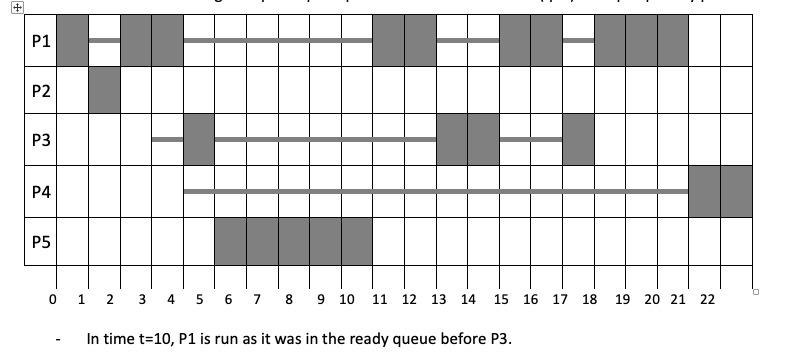 P1
P2
P3
P4
P5
0 1 2 3 4 5 6 7 8 9 10 11 12 13 14 15 16 17 18 19 20 21 22
- In time t=10, P1 is run as it was in the ready queue before P3.